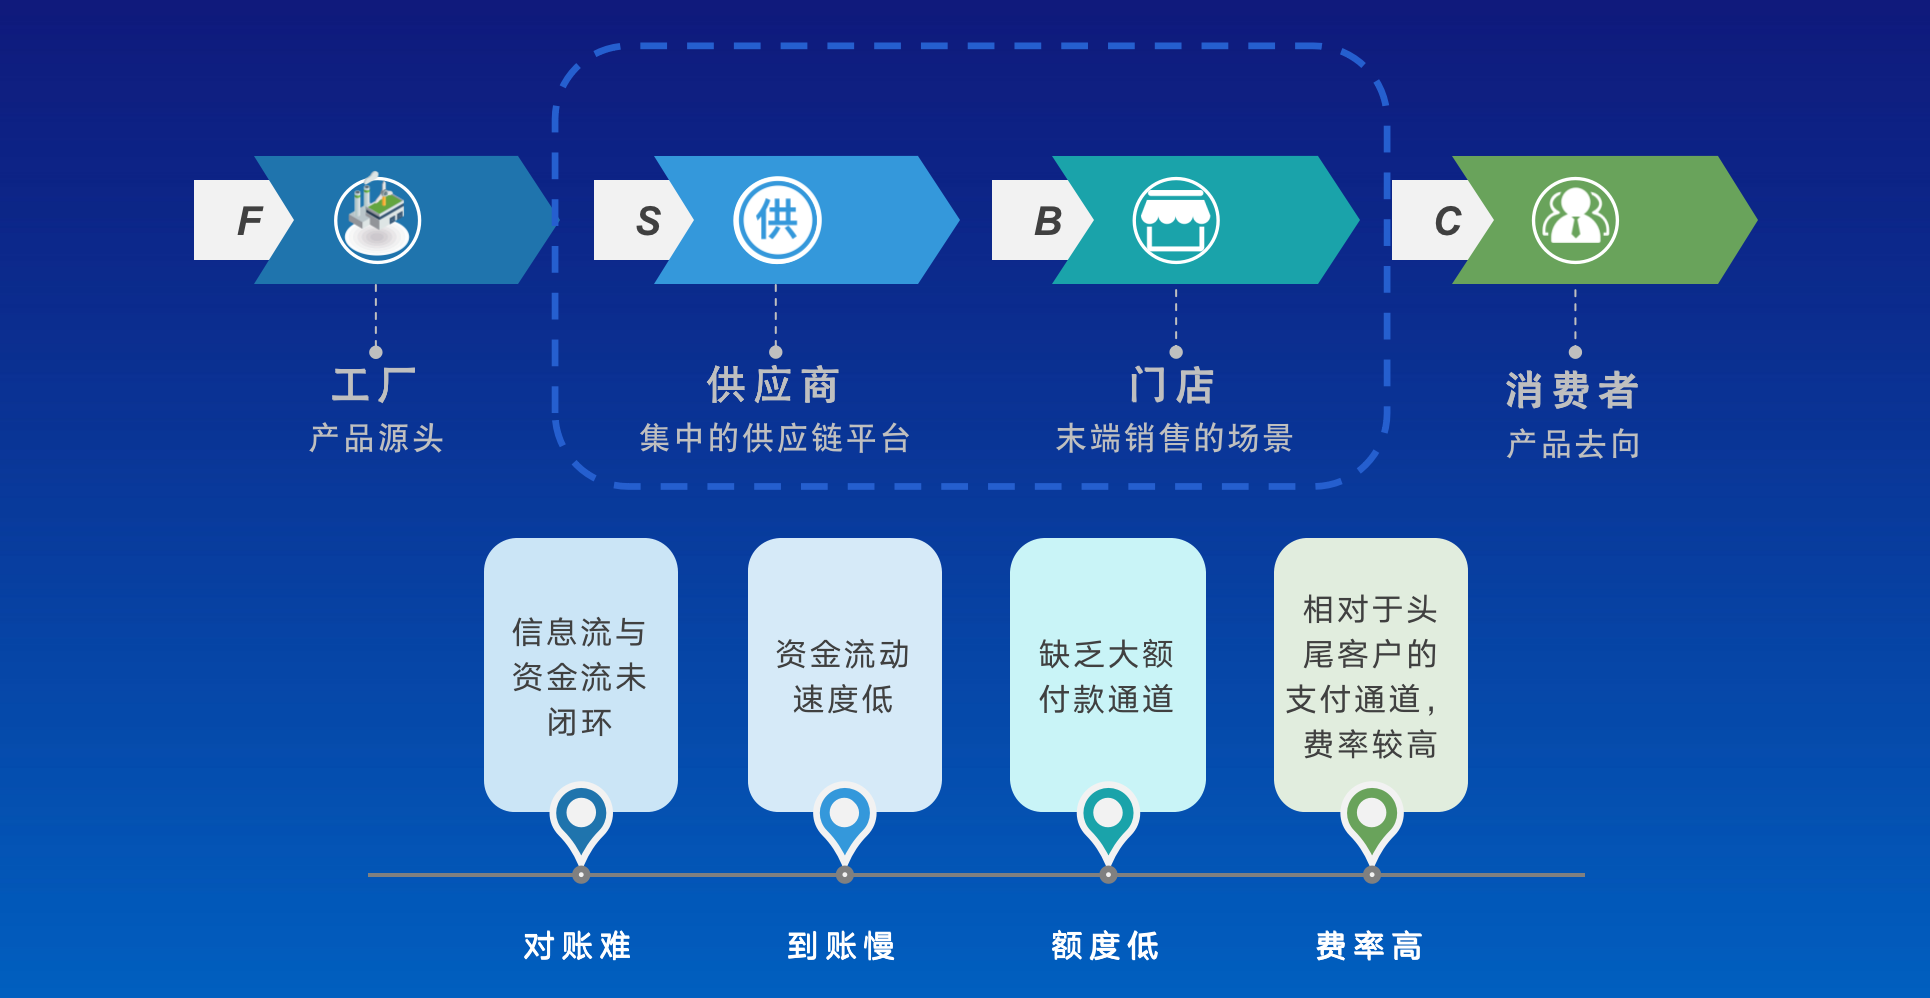 F
S
供
B
C
工厂
供应商
门店
消费者
产品源头
集中的供应链平台
末端销售的场景
产品去向
信息流与
资金流未
闭环
资金流动
速度低
缺乏大额
付款通道
相对于头
尾客户的
支付通道，
费率较高
对账难
到账慢
额度低
费率高